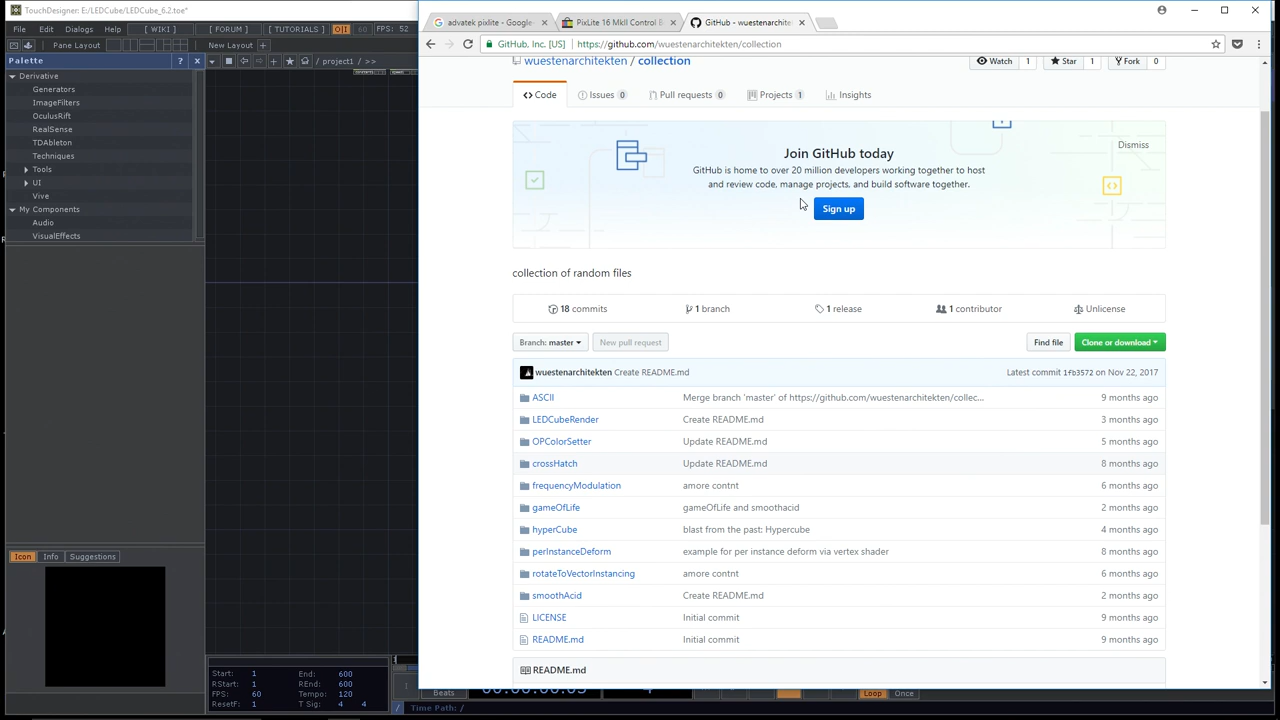 TouchDesigner: E:/LEDCube/LEDCube_6.2.toe*
File Edit Dialogs Help [ WIKI ] [ FORUM ] [ TUTORIALS ] O|I 60 FPS: 52
Pane Layout New Layout +
Palette ? x
/ project1 / >>
Derivative
Generators
ImageFilters
OculusRift
RealSense
TDAbleton
Techniques
Tools
UI
Vive
My Components
Audio
VisualEffects
Icon Info Suggestions
Start: 1 End: 600
RStart: 1 REnd: 600
FPS: 60 Tempo: 120
ResetF: 1 T Sig: 4 4
advatek pixlite - Google
PixLite 16 MkII Control B
GitHub - wuestenarchitek
GitHub, Inc. [US] https://github.com/wuestenarchitekten/collection
wuestenarchitekten / collection
Watch 1 Star 1 Fork 0
Code Issues 0 Pull requests 0 Projects 1 Insights
Join GitHub today
Dismiss
GitHub is home to over 20 million developers working together to host
and review code, manage projects, and build software together.
Sign up
collection of random files
18 commits 1 branch 1 release 1 contributor Unlicense
Branch: master New pull request Find file Clone or download
wuestenarchitekten Create README.md Latest commit 1fb3572 on Nov 22, 2017
ASCII Merge branch 'master' of https://github.com/wuestenarchitekten/collec... 9 months ago
LEDCubeRender Create README.md 3 months ago
OPColorSetter Update README.md 5 months ago
crossHatch Update README.md 8 months ago
frequencyModulation amore contnt 6 months ago
gameOfLife gameOfLife and smoothacid 2 months ago
hyperCube blast from the past: Hypercube 4 months ago
perInstanceDeform example for per instance deform via vertex shader 8 months ago
rotateToVectorInstancing amore contnt 6 months ago
smoothAcid Create README.md 2 months ago
LICENSE Initial commit 9 months ago
README.md Initial commit 9 months ago
README.md
Beats Loop Once
/ Time Path: /